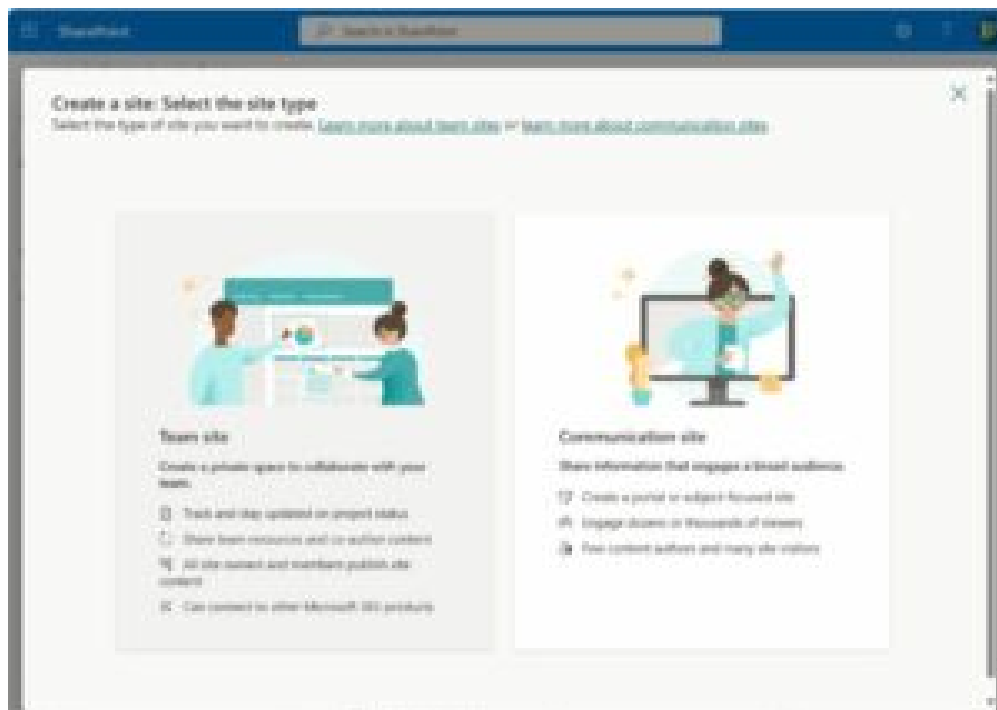 SharePoint
Search in SharePoint
Create a site: Select the site type
Select the type of site you want to create. Learn more about team sites or learn more about communication sites
Team site
Create a private space to collaborate with your
team.
Track and stay updated on project status
Share team resources and co-author content
All site owners and members publish site
content
Can connect to other Microsoft 365 products
Communication site
Share information that engages a broad audience.
Create a portal or subject-focused site
Engage dozens or thousands of viewers
Few content authors and many site visitors